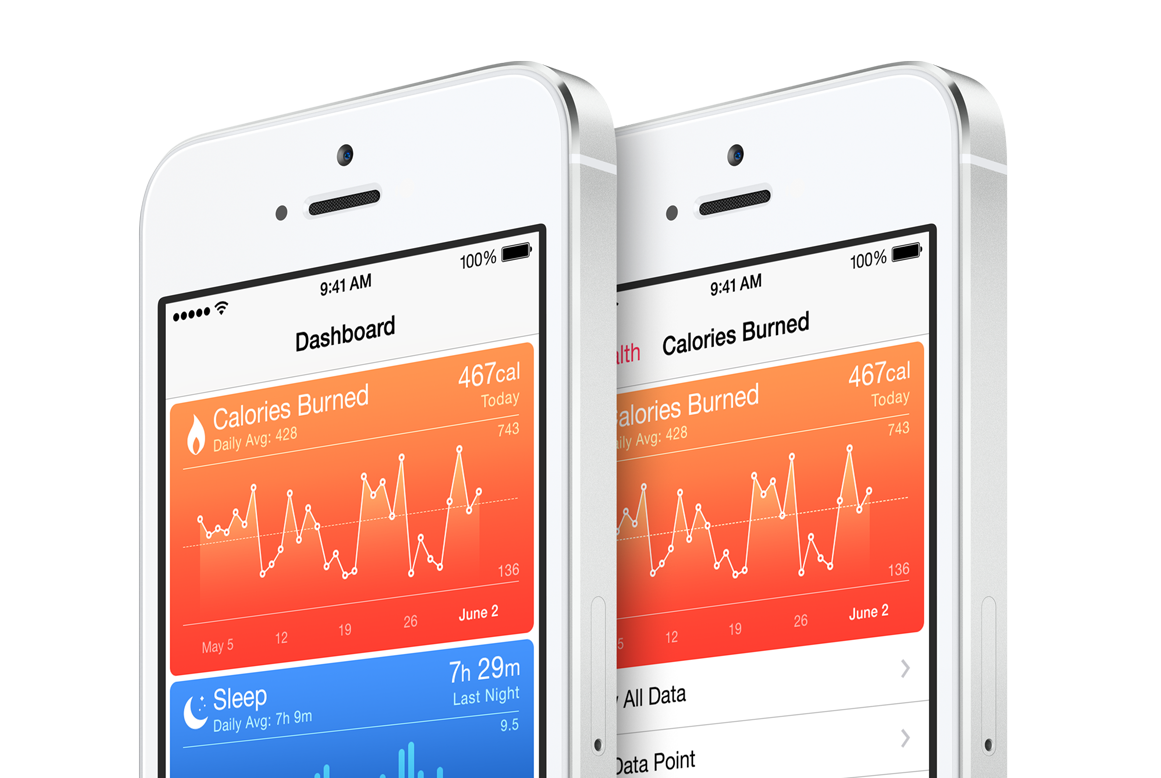 100%
9:41 AM
Dashboard
Calories Burned
467cal
Daily Avg: 428
Today
743
136
May 5
12
19
26
June 2
Sleep
7h 29m
Daily Avg: 7h 9m
Last Night
9.5
100%
9:41 AM
alth
Calories Burned
alories Burned
467cal
aily Avg: 428
Today
743
136
5
12
19
26
June 2
All Data
Data Point